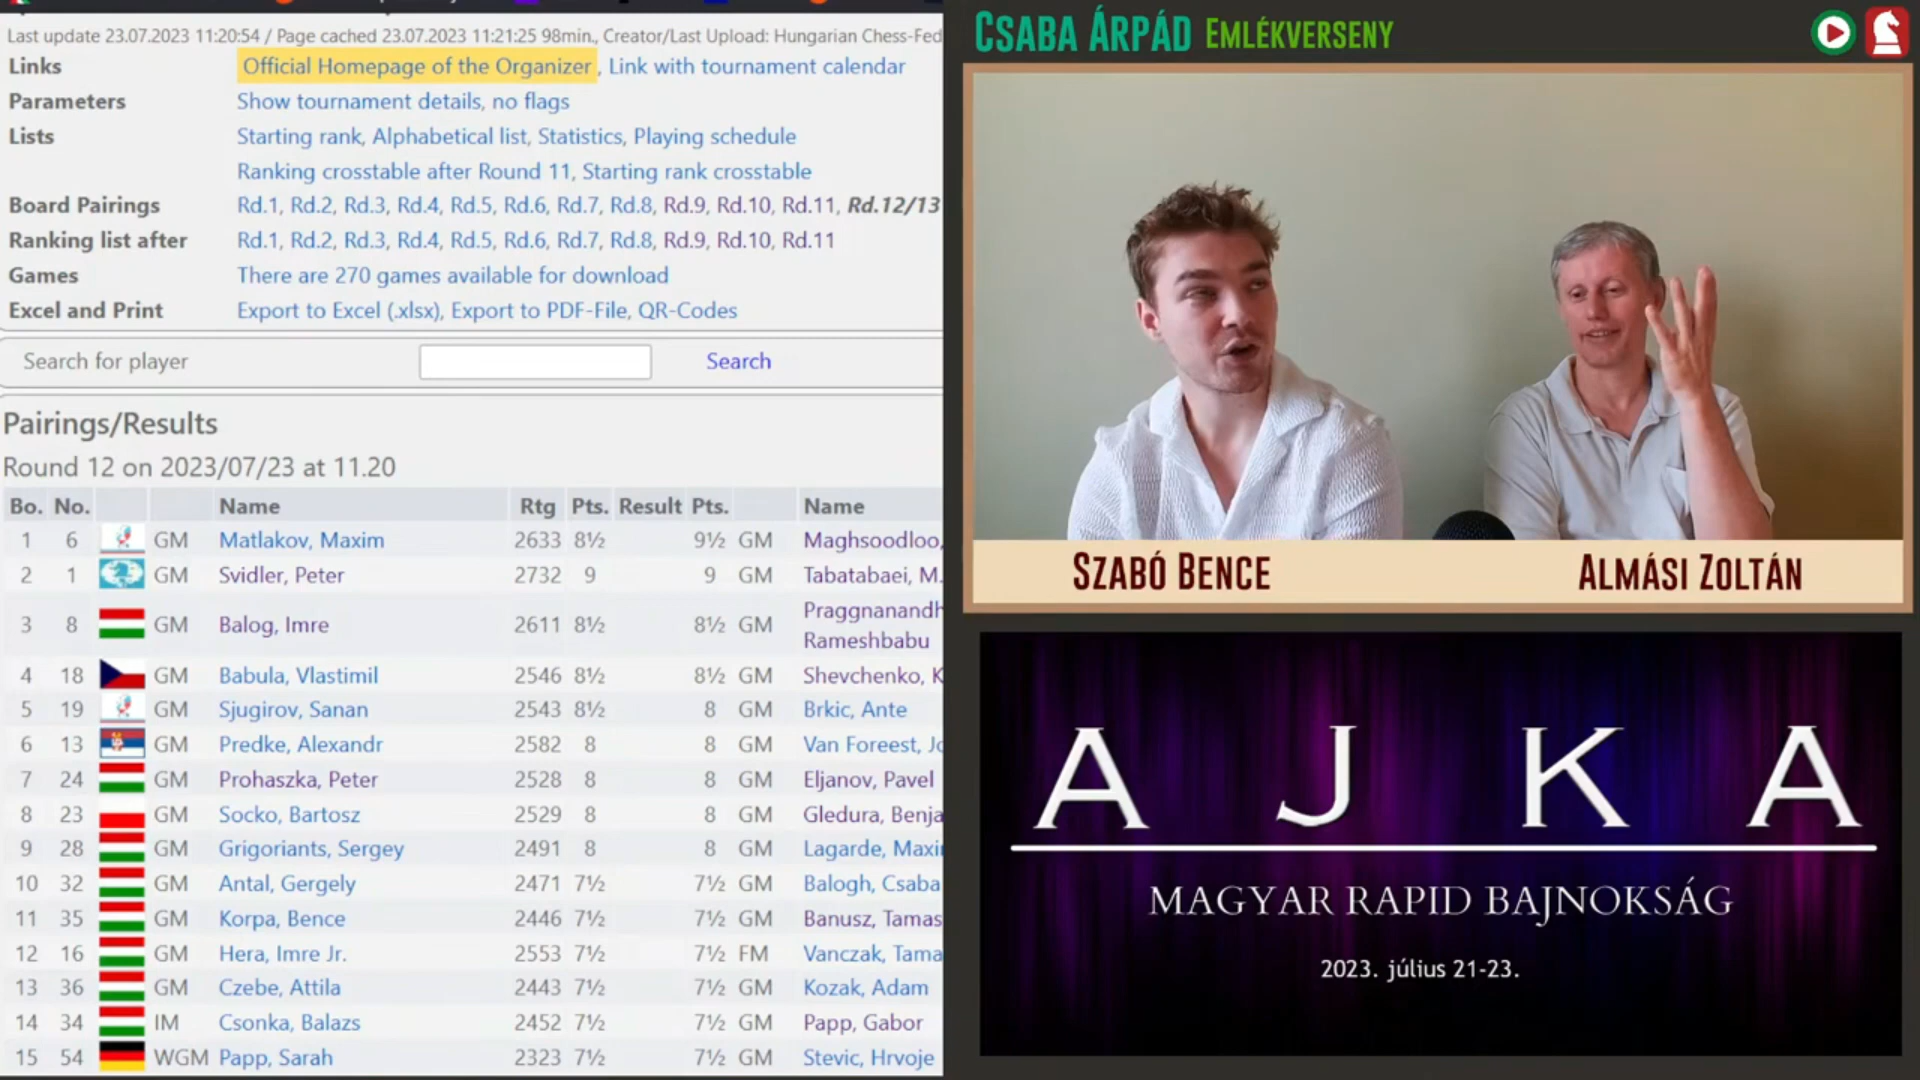 Last update 23.07.2023 11:20:54 / Page cached 23.07.2023 11:21:25 98min., Creator/Last Upload: Hungarian Chess-Fed
Links Official Homepage of the Organizer, Link with tournament calendar
Parameters Show tournament details, no flags
Lists Starting rank, Alphabetical list, Statistics, Playing schedule
Ranking crosstable after Round 11, Starting rank crosstable
Board Pairings Rd.1, Rd.2, Rd.3, Rd.4, Rd.5, Rd.6, Rd.7, Rd.8, Rd.9, Rd.10, Rd.11, Rd.12/13
Ranking list after Rd.1, Rd.2, Rd.3, Rd.4, Rd.5, Rd.6, Rd.7, Rd.8, Rd.9, Rd.10, Rd.11
Games There are 270 games available for download
Excel and Print Export to Excel (.xlsx), Export to PDF-File, QR-Codes
Search for player Search
Pairings/Results
Round 12 on 2023/07/23 at 11.20
Bo. No. Name Rtg Pts. Result Pts. Name
1 6 GM Matlakov, Maxim 2633 8½ 9½ GM Maghsoodloo,
2 1 GM Svidler, Peter 2732 9 9 GM Tabatabaei, M.
3 8 GM Balog, Imre 2611 8½ 8½ GM Praggnanandh
Rameshbabu
4 18 GM Babula, Vlastimil 2546 8½ 8½ GM Shevchenko, K
5 19 GM Sjugirov, Sanan 2543 8½ 8 GM Brkic, Ante
6 13 GM Predke, Alexandr 2582 8 8 GM Van Foreest, Jo
7 24 GM Prohaszka, Peter 2528 8 8 GM Eljanov, Pavel
8 23 GM Socko, Bartosz 2529 8 8 GM Gledura, Benja
9 28 GM Grigoriants, Sergey 2491 8 8 GM Lagarde, Maxi
10 32 GM Antal, Gergely 2471 7½ 7½ GM Balogh, Csaba
11 35 GM Korpa, Bence 2446 7½ 7½ GM Banusz, Tamas
12 16 GM Hera, Imre Jr. 2553 7½ 7½ FM Vanczak, Tama
13 36 GM Czebe, Attila 2443 7½ 7½ GM Kozak, Adam
14 34 IM Csonka, Balazs 2452 7½ 7½ GM Papp, Gabor
15 54 WGM Papp, Sarah 2323 7½ 7½ GM Stevic, Hrvoje
CSABA ÁRPÁD EMLÉKVERSENY
SZABÓ BENCE
ALMÁSI ZOLTÁN
AJKA
MAGYAR RAPID BAJNOKSÁG
2023. július 21-23.